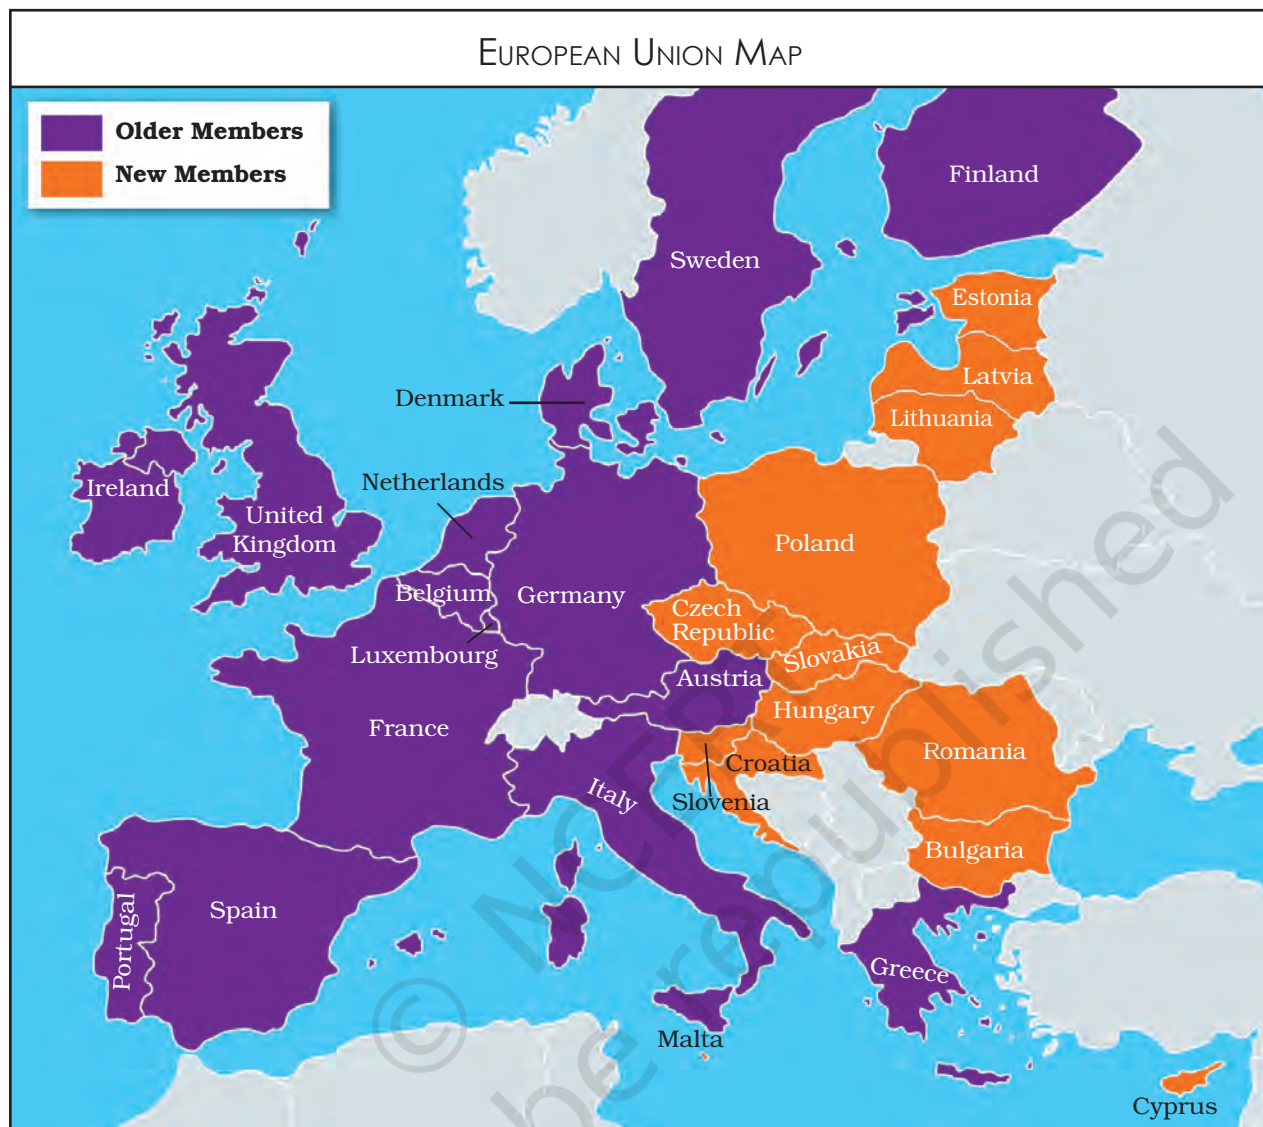 European Union Map
Older Members
New Members
Finland
Sweden
Estonia
Latvia
Lithuania
Denmark
Netherlands
Ireland
United
Kingdom
Poland
Belgium
Germany
Czech
Republic
Luxembourg
Slovakia
Austria
Hungary
France
Romania
Croatia
Italy
Slovenia
Bulgaria
Spain
Portugal
Greece
Malta
Cyprus
© NCERT
be republished